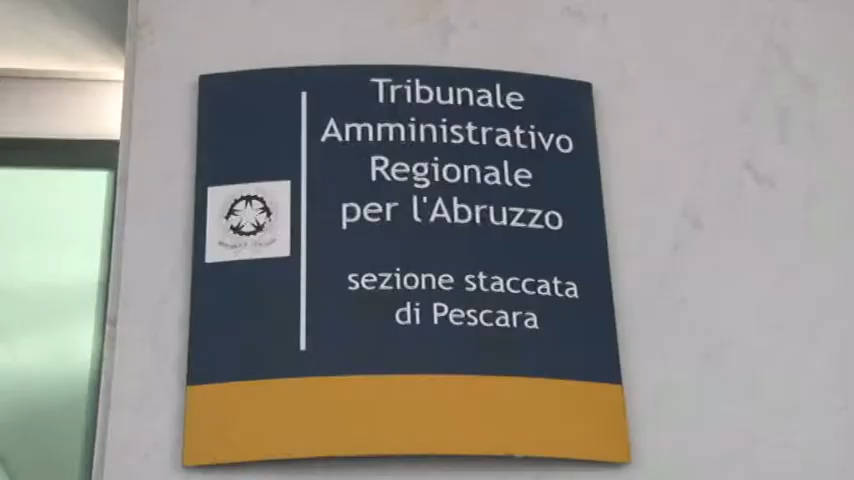 Tribunale
Amministrativo
Regionale
per l'Abruzzo
sezione staccata
di Pescara